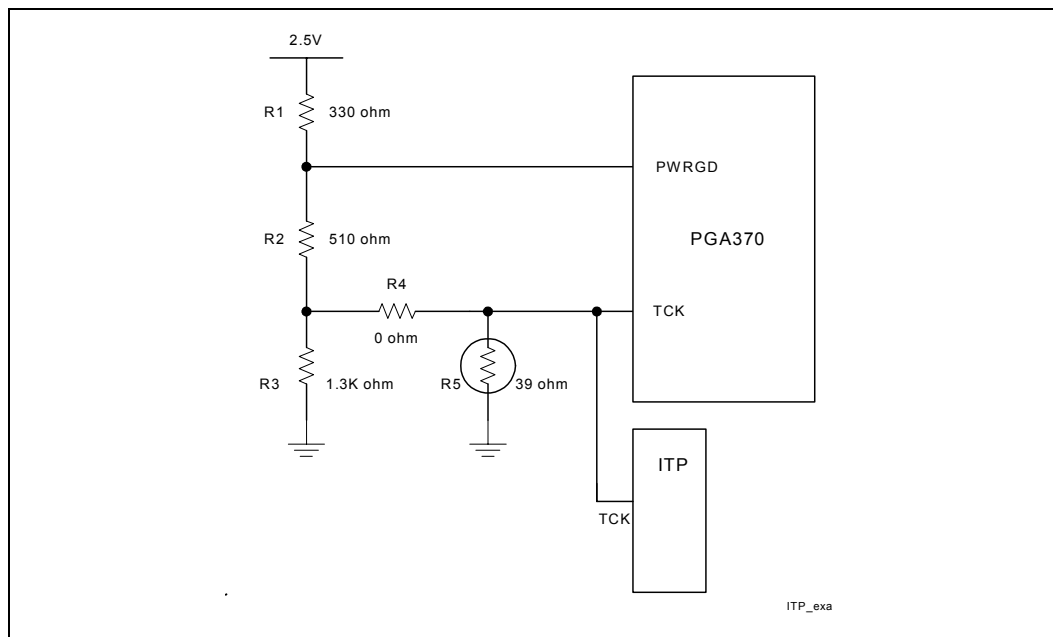 2.5V
R1 330 ohm
PWRGD
R2 510 ohm
PGA370
R4
TCK
0 ohm
R3 1.3K ohm
R5 39 ohm
ITP
TCK
ITP_exa